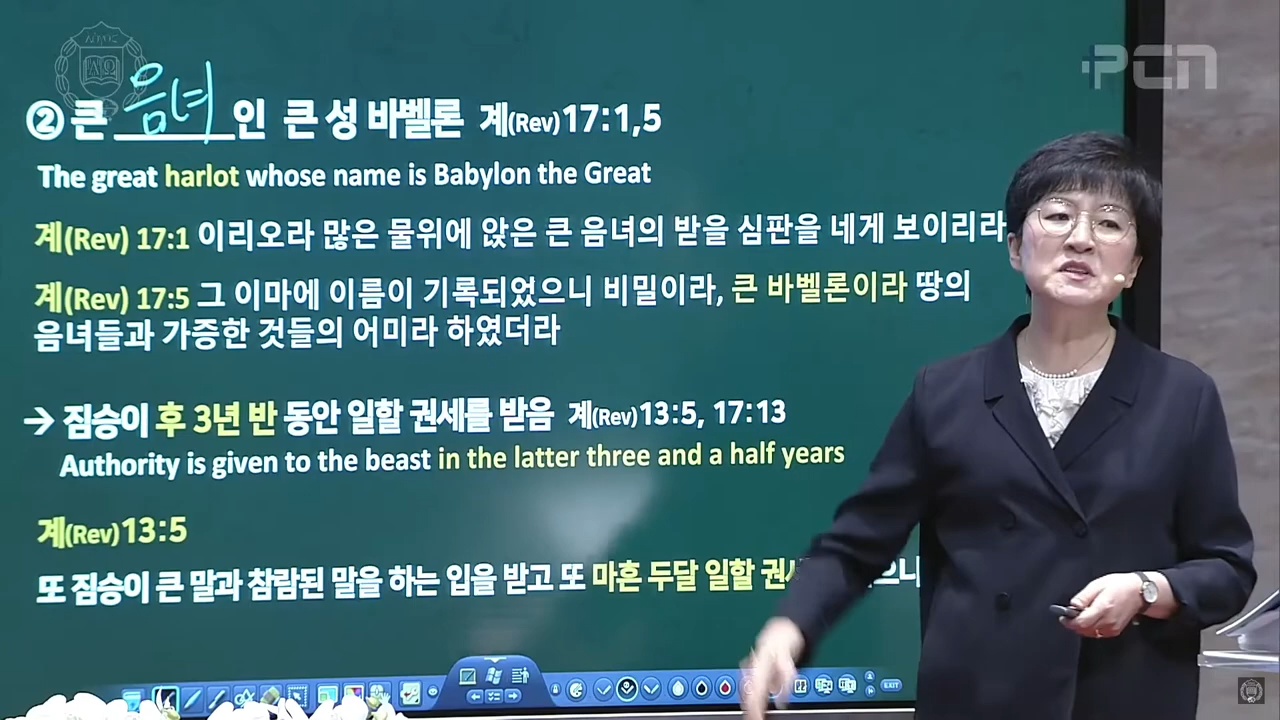 PCN
② 큰 음녀인 큰 성 바벨론 계(Rev)17:1,5
The great harlot whose name is Babylon the Great
계(Rev) 17:1 이리오라 많은 물위에 앉은 큰 음녀의 받을 심판을 네게 보이리라
계(Rev) 17:5 그 이마에 이름이 기록되었으니 비밀이라, 큰 바벨론이라 땅의
음녀들과 가증한 것들의 어미라 하였더라
→ 짐승이 후 3년 반 동안 일할 권세를 받음 계(Rev)13:5, 17:13
Authority is given to the beast in the latter three and a half years
계(Rev)13:5
또 짐승이 큰 말과 참람된 말을 하는 입을 받고 또 마흔 두달 일할
EXIT